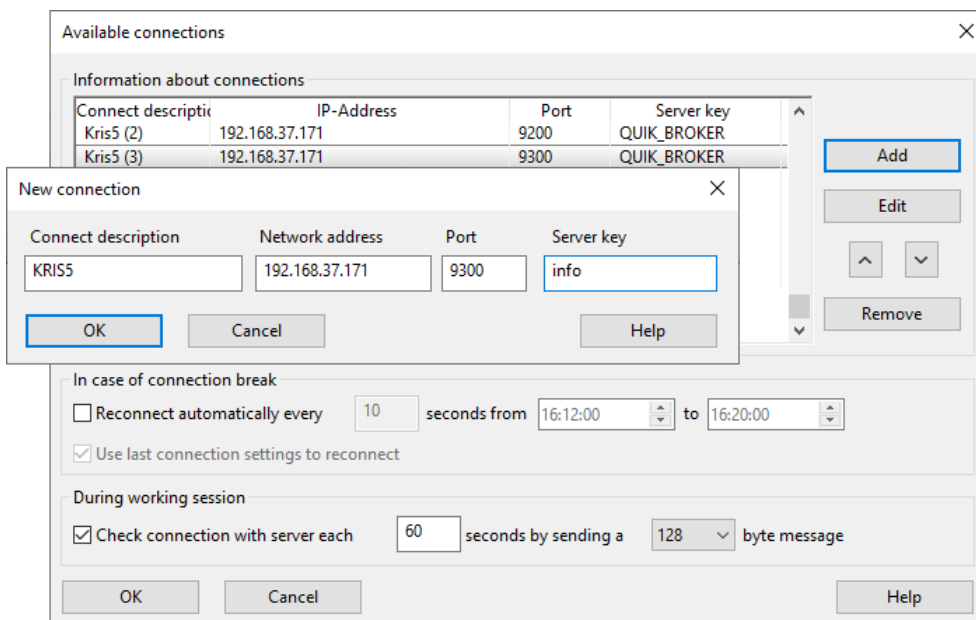 Available connections
Information about connections
Connect descriptic IP-Address Port Server key
Kris5 (2) 192.168.37.171 9200 QUIK_BROKER
Kris5 (3) 192.168.37.171 9300 QUIK_BROKER
Add
Edit
Remove
New connection
Connect description Network address Port Server key
KRIS5 192.168.37.171 9300 info
OK Cancel Help
In case of connection break
Reconnect automatically every 10 seconds from 16:12:00 to 16:20:00
Use last connection settings to reconnect
During working session
Check connection with server each 60 seconds by sending a 128 byte message
OK Cancel Help